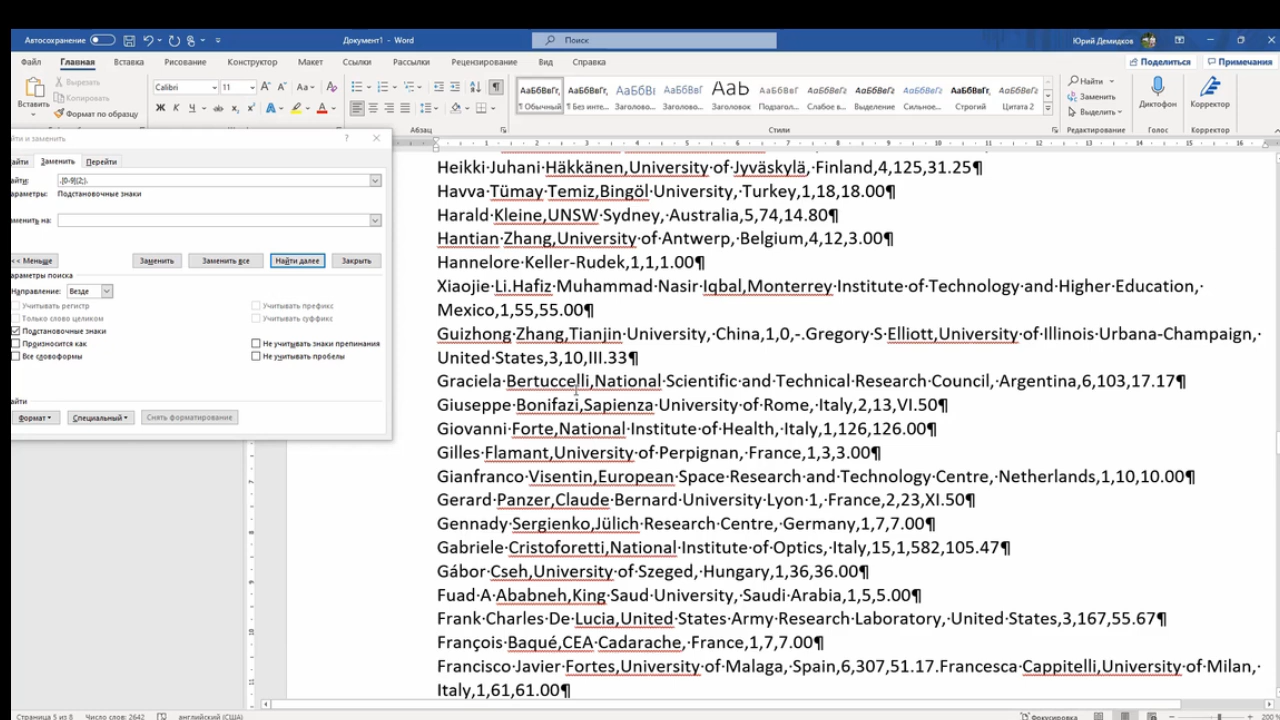 Автосохранение
Документ1 - Word
Поиск
Юрий Демидков
Файл Главная Вставка Рисование Конструктор Макет Ссылки Рассылки Рецензирование Вид Справка
Поделиться Примечания
Вставить
Вырезать
Копировать
Формат по образцу
Calibri 11
Абзац
АаБбВвГг, ¶ Обычный
АаБбВвГг, ¶ Без инте...
АаБбВі Заголово...
АаБбВвГ Заголово...
АаБ Заголовок
АаБбВвГ Подзагол...
АаБбВвГг Слабое в...
АаБбВвГг Выделение
АаБбВвГг Сильное...
АаБбВвГг Строгий
АаБбВвГг Цитата 2
Стили
Найти
Заменить
Выделить
Редактирование
Диктофон
Голос
Корректор
Корректор
йти и заменить
айти Заменить Перейти
айти: .[0-9]{2;}.
араметры: Подстановочные знаки
менить на:
<< Меньше Заменить Заменить все Найти далее Закрыть
араметры поиска
Направление: Везде
Учитывать регистр
Только слово целиком
Подстановочные знаки
Произносится как
Все словоформы
Учитывать префикс
Учитывать суффикс
Не учитывать знаки препинания
Не учитывать пробелы
айти
Формат Специальный Снять форматирование
Heikki·Juhani·Häkkänen,University·of·Jyväskylä,·Finland,4,125,31.25¶
Havva·Tümay·Temiz,Bingöl·University,·Turkey,1,18,18.00¶
Harald·Kleine,UNSW·Sydney,·Australia,5,74,14.80¶
Hantian·Zhang,University·of·Antwerp,·Belgium,4,12,3.00¶
Hannelore·Keller-Rudek,1,1,1.00¶
Xiaojie·Li.Hafiz·Muhammad·Nasir·Iqbal,Monterrey·Institute·of·Technology·and·Higher·Education,·
Mexico,1,55,55.00¶
Guizhong·Zhang,Tianjin·University,·China,1,0,-.Gregory·S·Elliott,University·of·Illinois·Urbana-Champaign,·
United·States,3,10,III.33¶
Graciela·Bertuccelli,National·Scientific·and·Technical·Research·Council,·Argentina,6,103,17.17¶
Giuseppe·Bonifazi,Sapienza·University·of·Rome,·Italy,2,13,VI.50¶
Giovanni·Forte,National·Institute·of·Health,·Italy,1,126,126.00¶
Gilles·Flamant,University·of·Perpignan,·France,1,3,3.00¶
Gianfranco·Visentin,European·Space·Research·and·Technology·Centre,·Netherlands,1,10,10.00¶
Gerard·Panzer,Claude·Bernard·University·Lyon·1,·France,2,23,XI.50¶
Gennady·Sergienko,Jülich·Research·Centre,·Germany,1,7,7.00¶
Gabriele·Cristoforetti,National·Institute·of·Optics,·Italy,15,1,582,105.47¶
Gábor·Cseh,University·of·Szeged,·Hungary,1,36,36.00¶
Fuad·A·Ababneh,King·Saud·University,·Saudi·Arabia,1,5,5.00¶
Frank·Charles·De·Lucia,United·States·Army·Research·Laboratory,·United·States,3,167,55.67¶
François·Baqué,CEA·Cadarache,·France,1,7,7.00¶
Francisco·Javier·Fortes,University·of·Malaga,·Spain,6,307,51.17.Francesca·Cappitelli,University·of·Milan,·
Italy,1,61,61.00¶
Страница 5 из 8 Число слов: 2642 английский (США)
Фокусировка
200